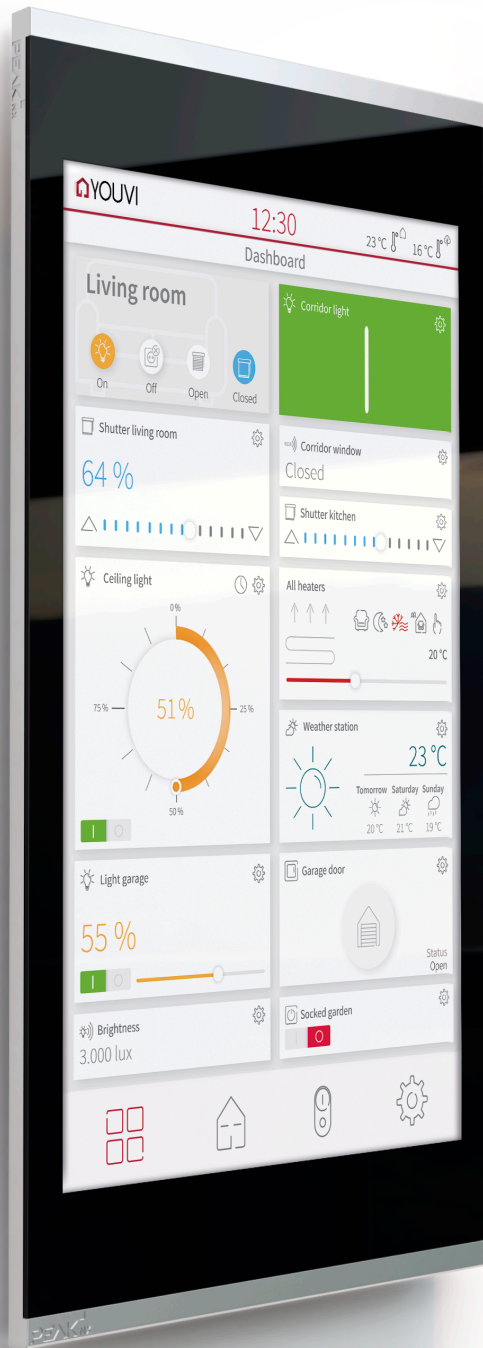 PEAK
YOUVI
12:30
23 °C
16 °C
Dashboard
Living room
On
Off
Open
Closed
Corridor light
Shutter living room
64 %
Corridor window
Closed
Shutter kitchen
Ceiling light
0%
75%
51%
25%
50%
All heaters
20 °C
Weather station
23 °C
Tomorrow Saturday Sunday
20 °C 21 °C 19 °C
Light garage
55 %
Garage door
Status
Open
Brightness
3.000 lux
Socked garden
PEAK